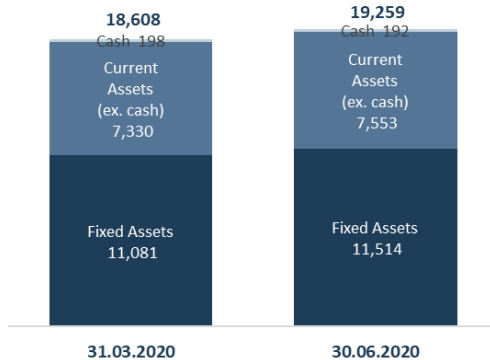 18,608
Cash 198
Current
Assets
(ex. cash)
7,330
Fixed Assets
11,081
31.03.2020
19,259
Cash 192
Current
Assets
(ex. cash)
7,553
Fixed Assets
11,514
30.06.2020